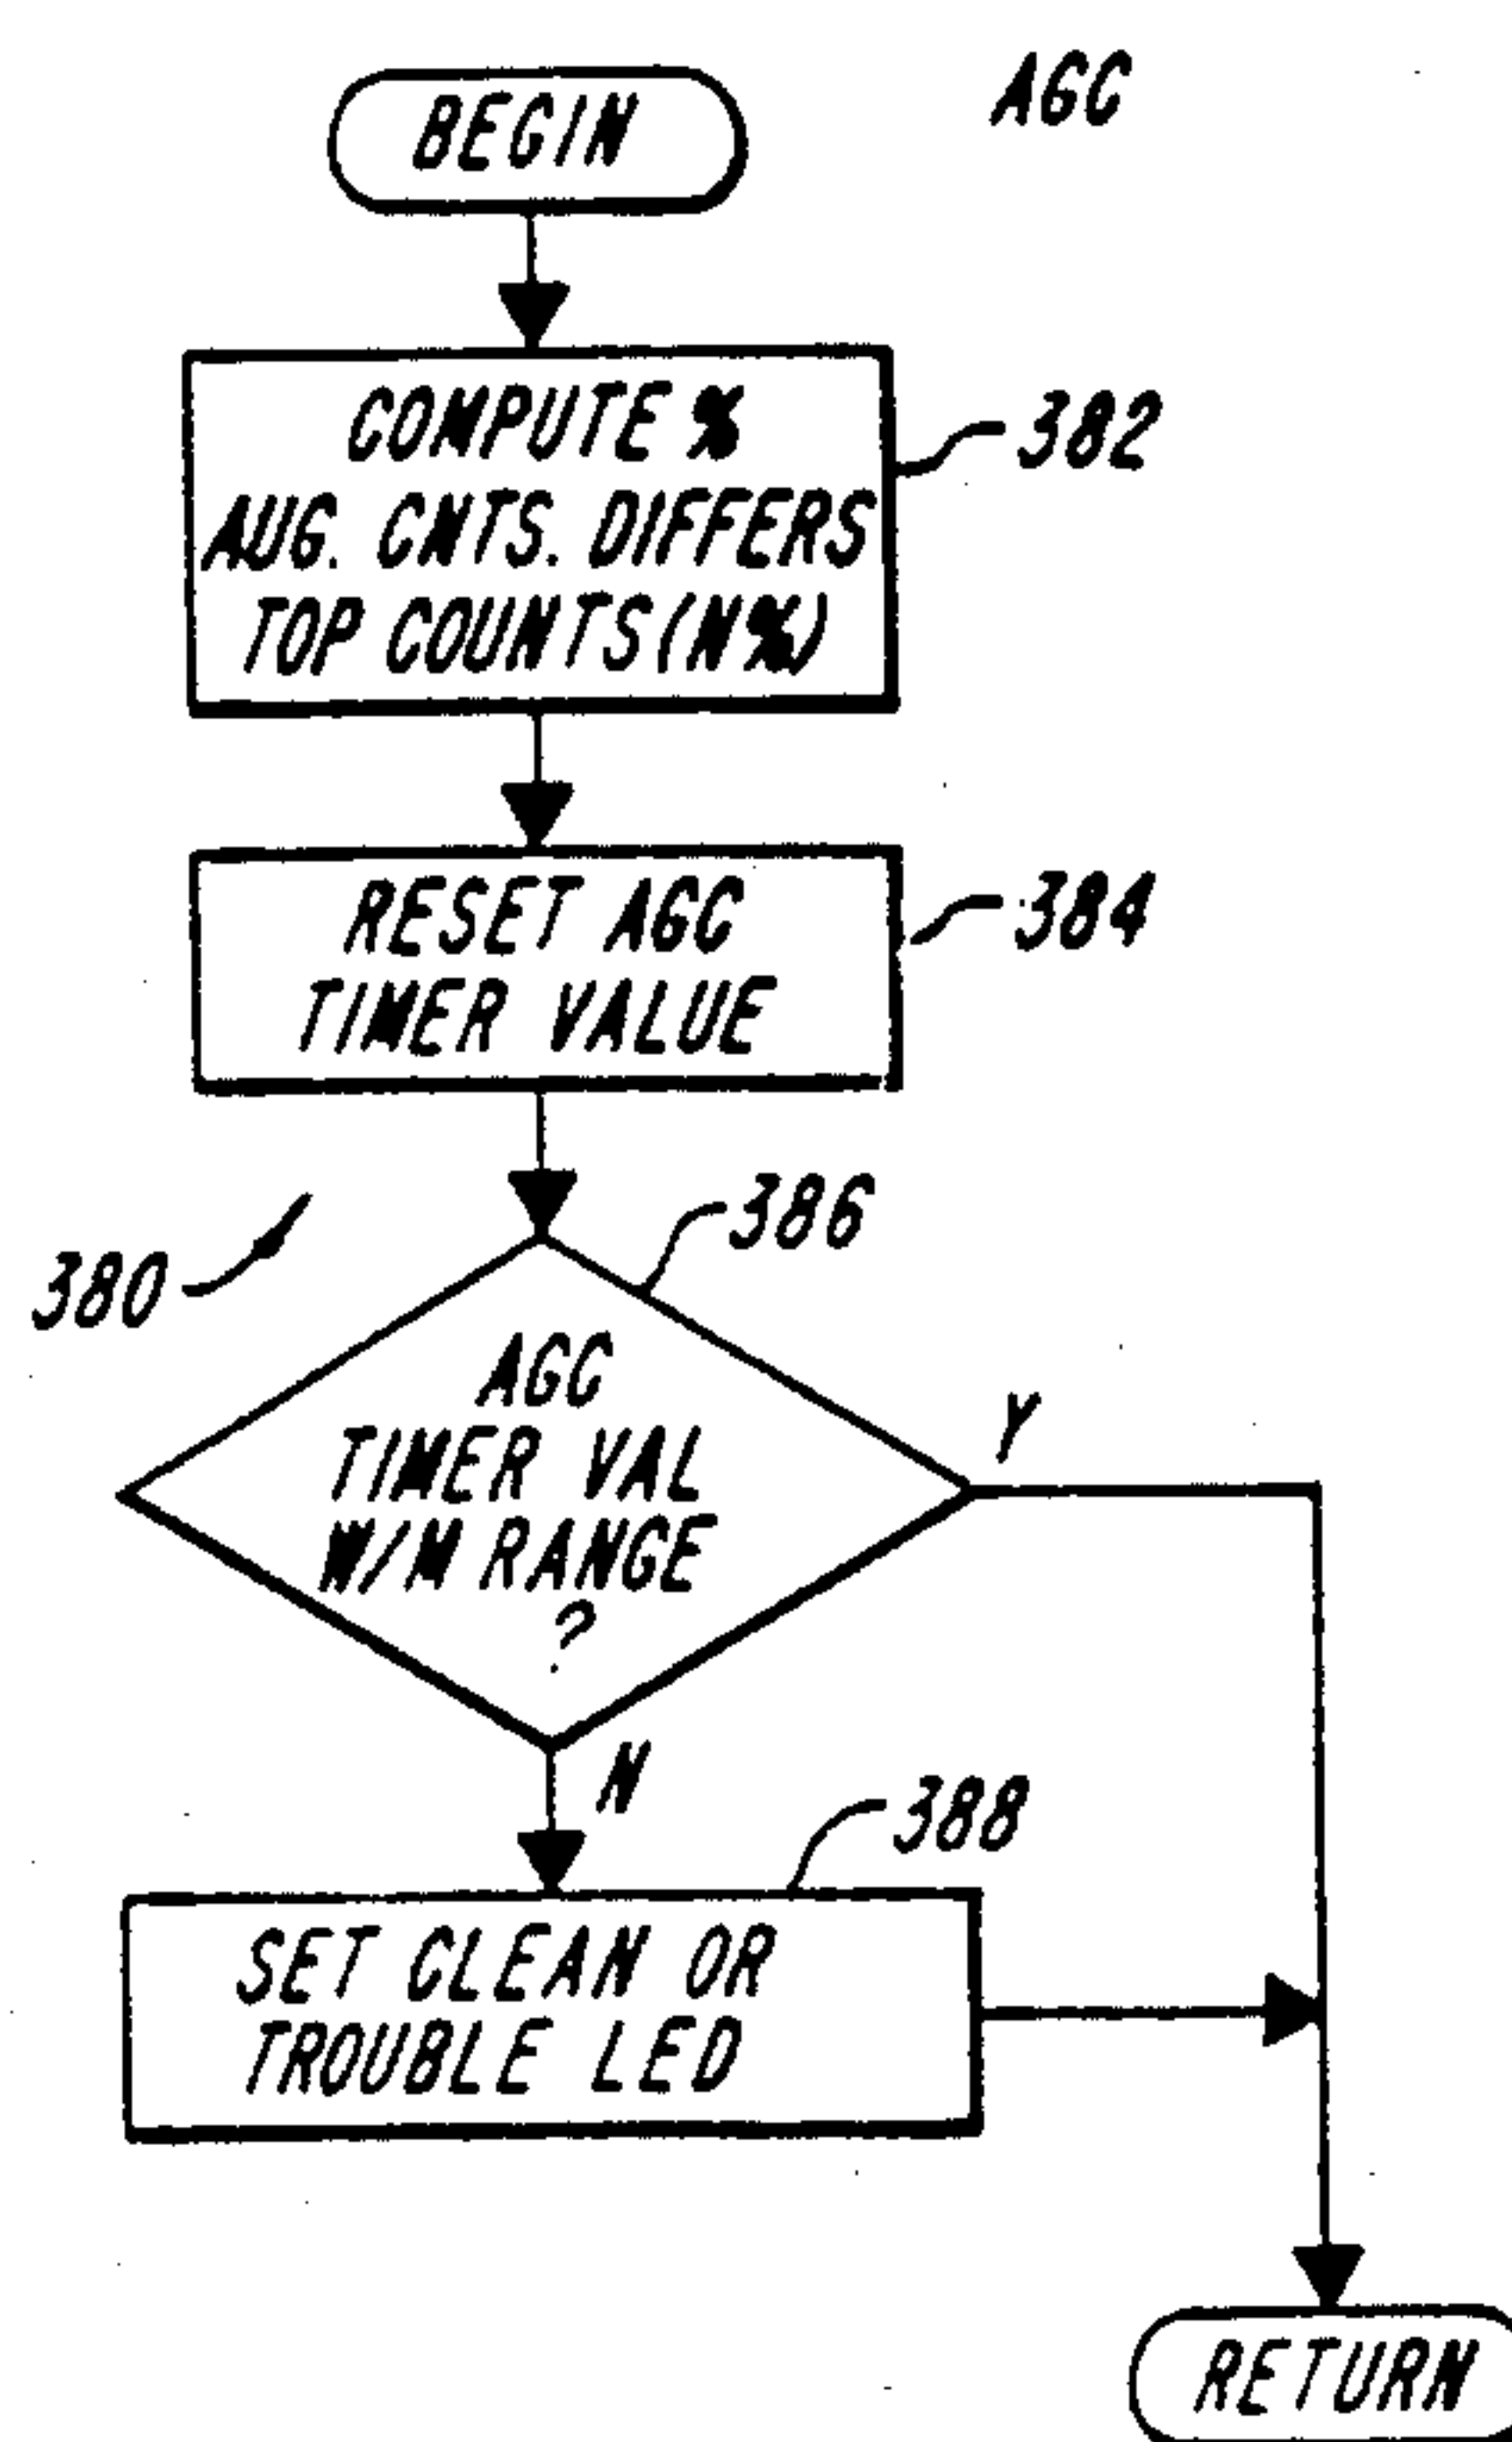 BEGIN
AGC
COMPUTE %
AUG. CNTS. DIFFERS
TOP COUNTS (N%)
382
RESET AGC
TIMER VALUE
384
380
386
AGC
TIMER VAL
W/N RANGE
?
Y
N
388
SET CLEAN OR
TROUBLE LED
RETURN